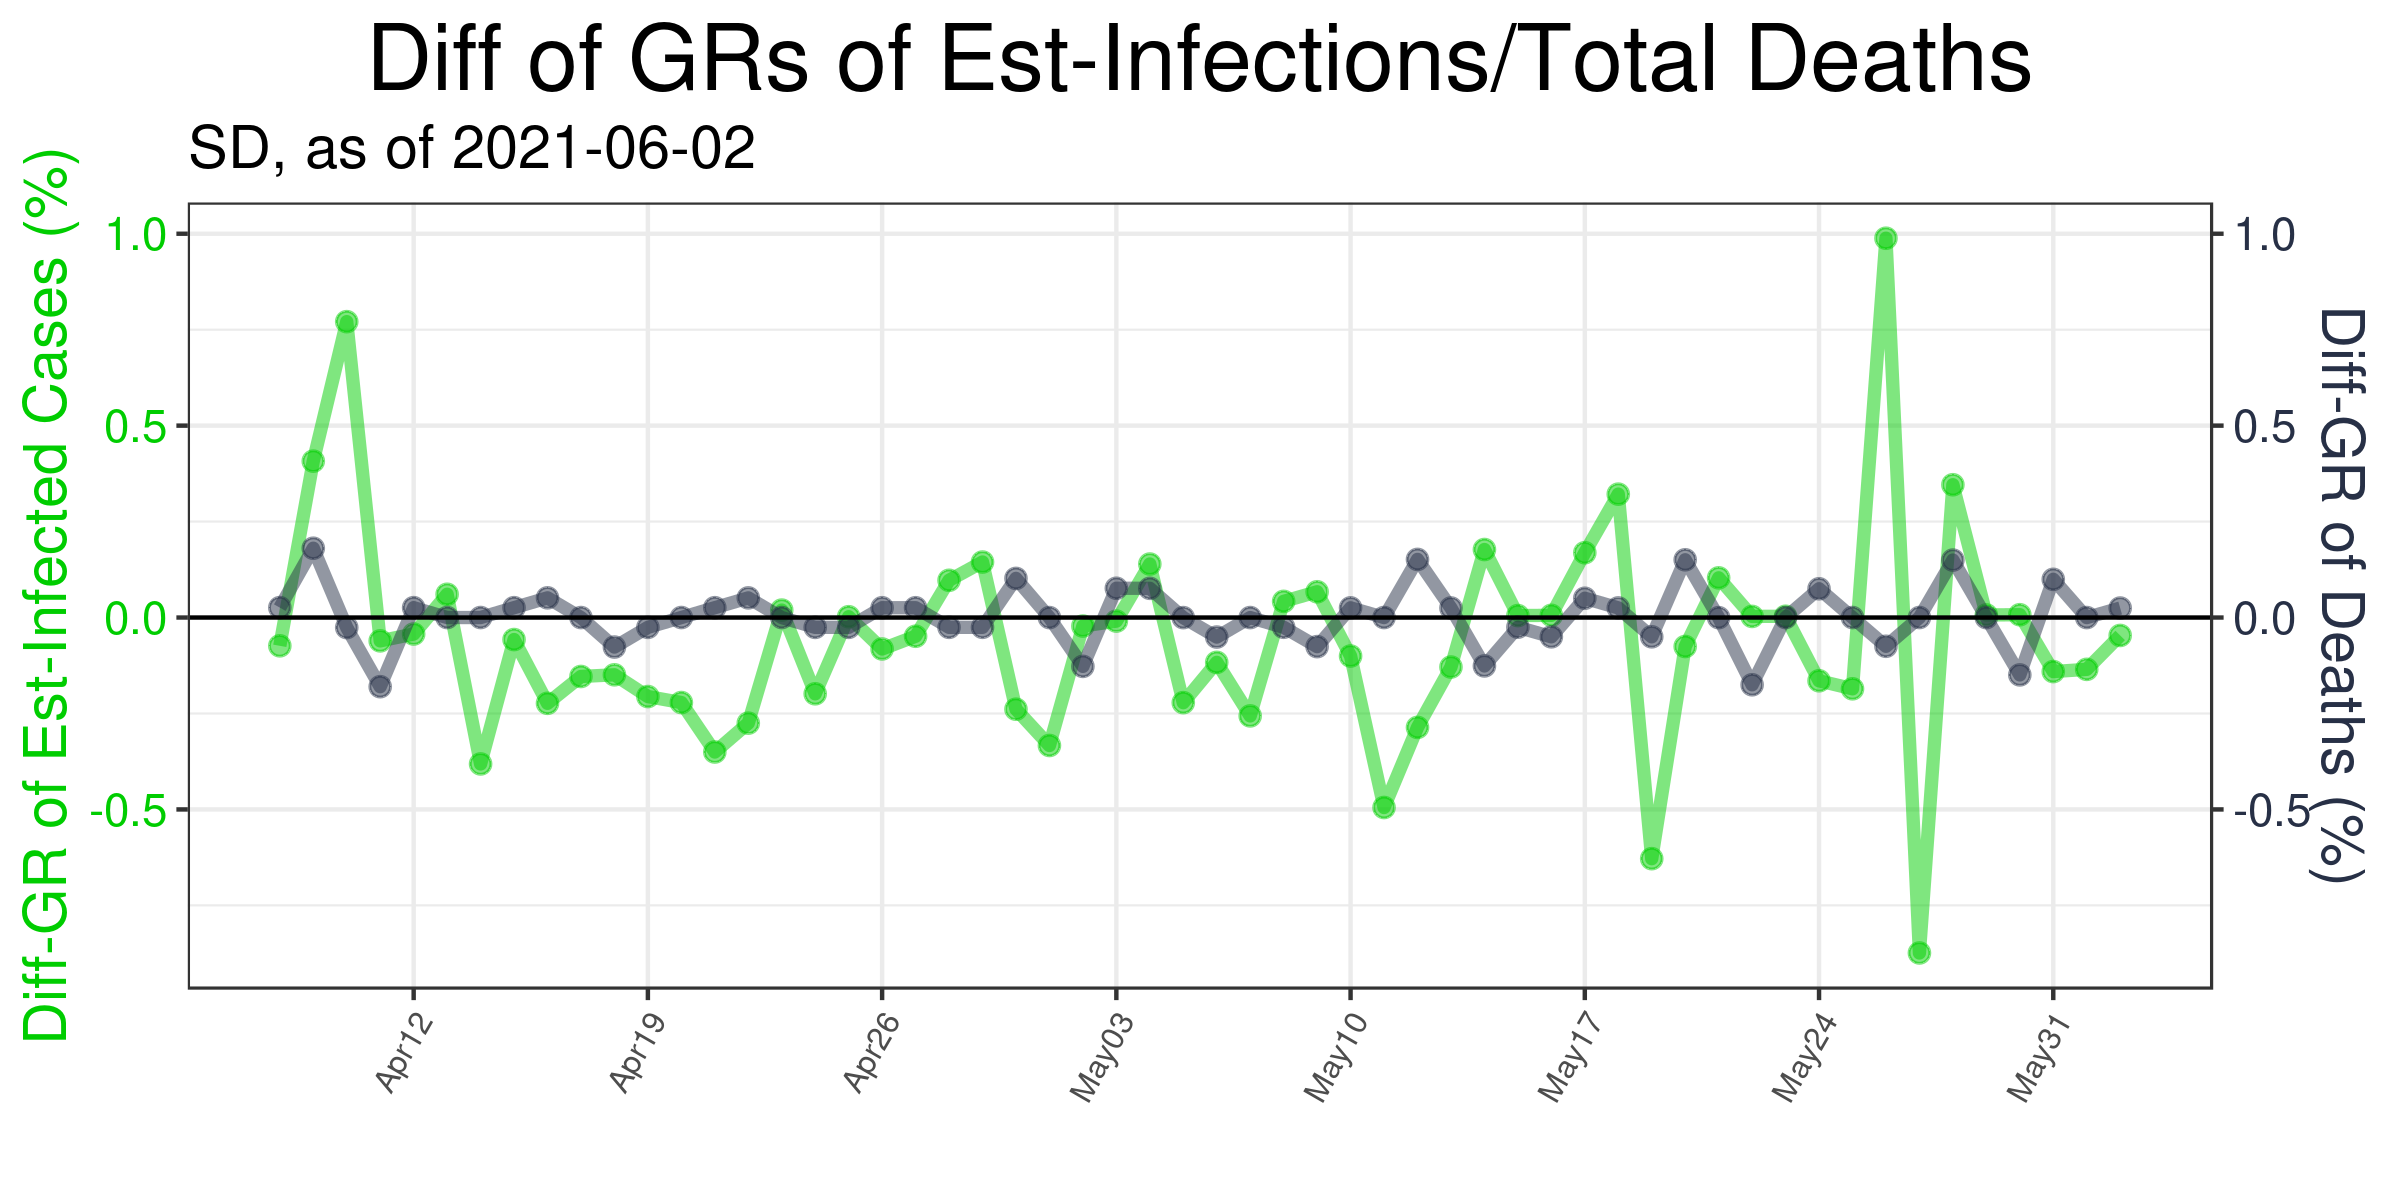 Diff of GRs of Est-Infections/Total Deaths
SD, as of 2021-06-02
Diff-GR of Est-Infected Cases (%)
1.0
0.5
0.0
-0.5
1.0
0.5
0.0
-0.5
Diff-GR of Deaths (%)
Apr12
Apr19
Apr26
May03
May10
May17
May24
May31